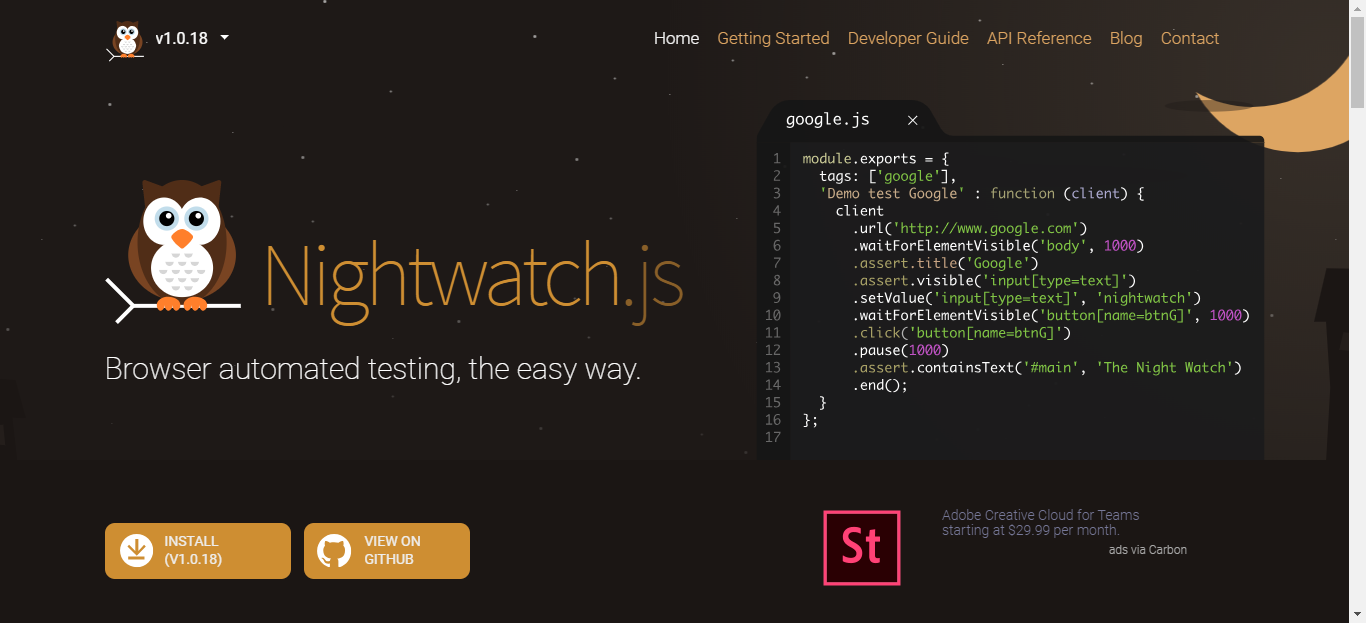 v1.0.18
Home Getting Started Developer Guide API Reference Blog Contact
Nightwatch.js
Browser automated testing, the easy way.
google.js ×
1 module.exports = {
2   tags: ['google'],
3   'Demo test Google' : function (client) {
4     client
5       .url('http://www.google.com')
6       .waitForElementVisible('body', 1000)
7       .assert.title('Google')
8       .assert.visible('input[type=text]')
9       .setValue('input[type=text]', 'nightwatch')
10       .waitForElementVisible('button[name=btnG]', 1000)
11       .click('button[name=btnG]')
12       .pause(1000)
13       .assert.containsText('#main', 'The Night Watch')
14       .end();
15   }
16 };
17
INSTALL
(V1.0.18)
VIEW ON
GITHUB
St
Adobe Creative Cloud for Teams
starting at $29.99 per month.
ads via Carbon